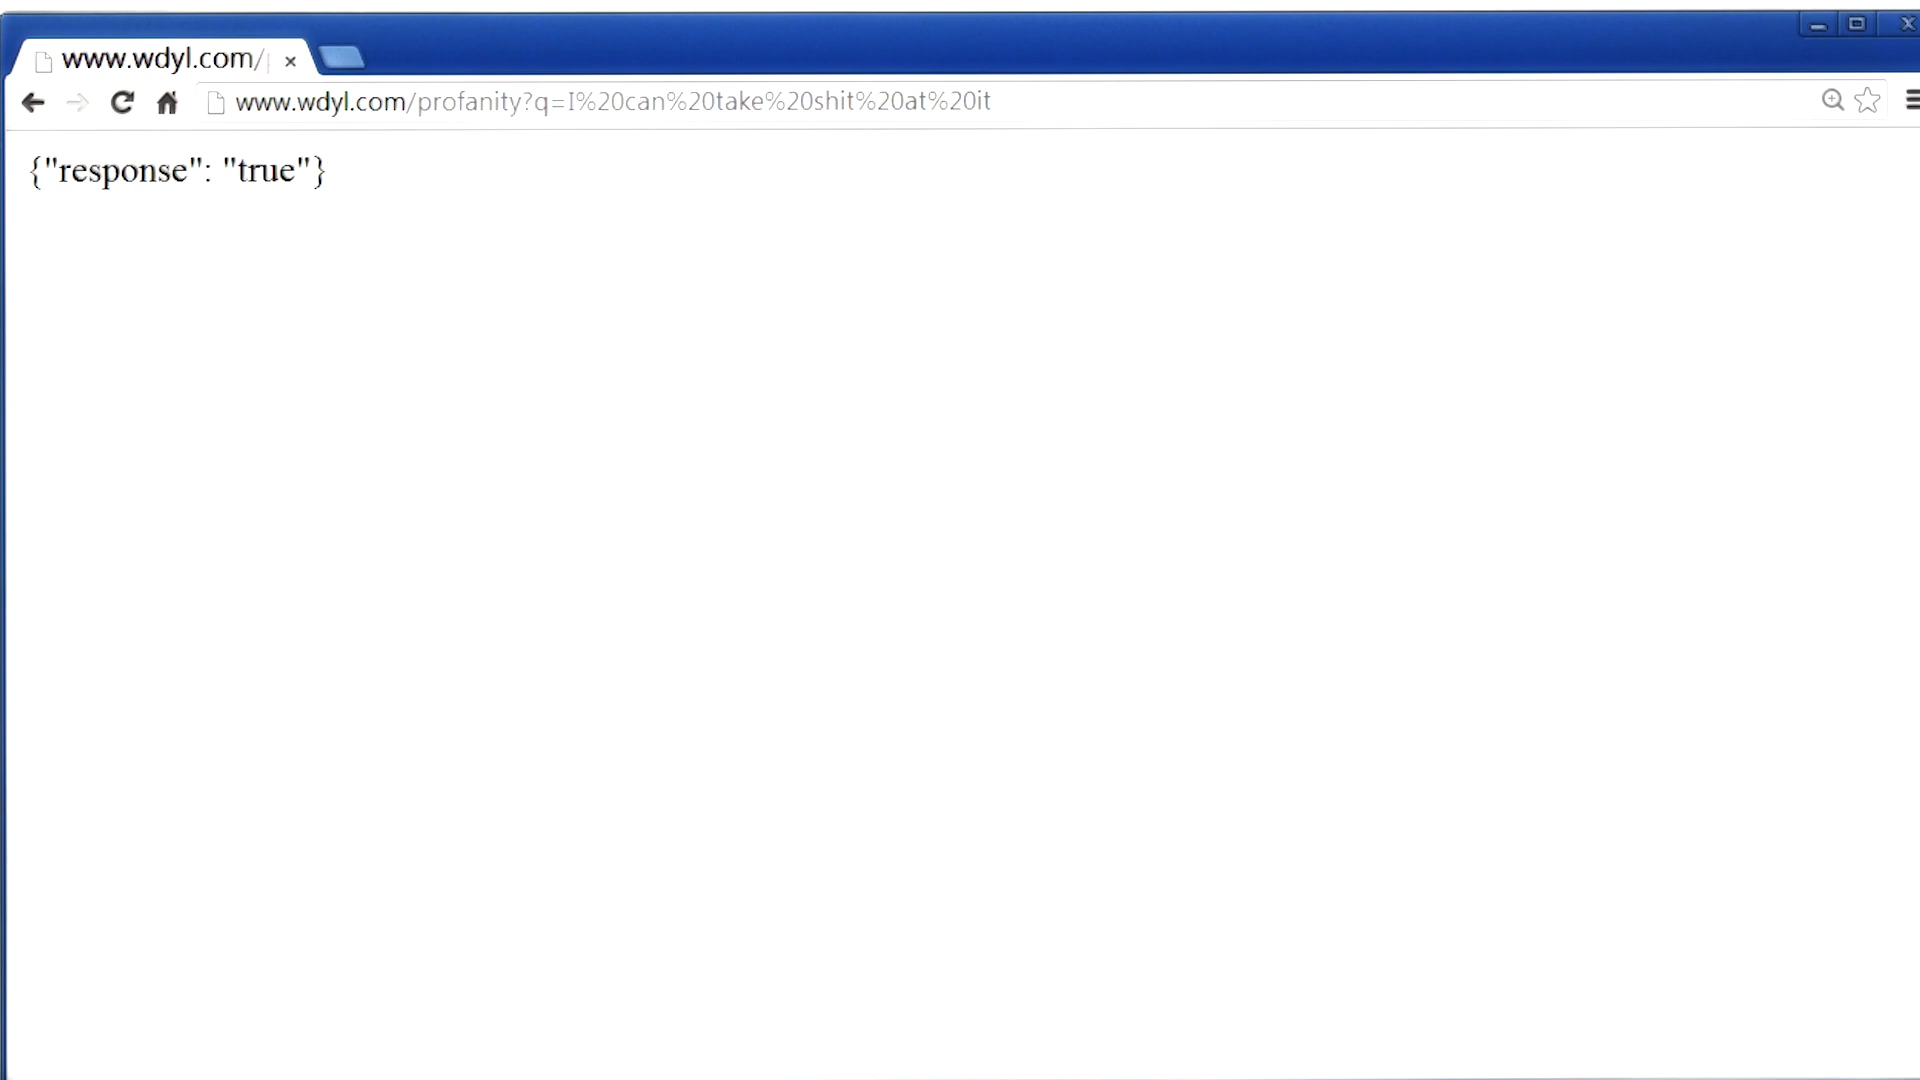 www.wdyl.com/
www.wdyl.com/profanity?q=I%20can%20take%20shit%20at%20it
{"response": "true"}